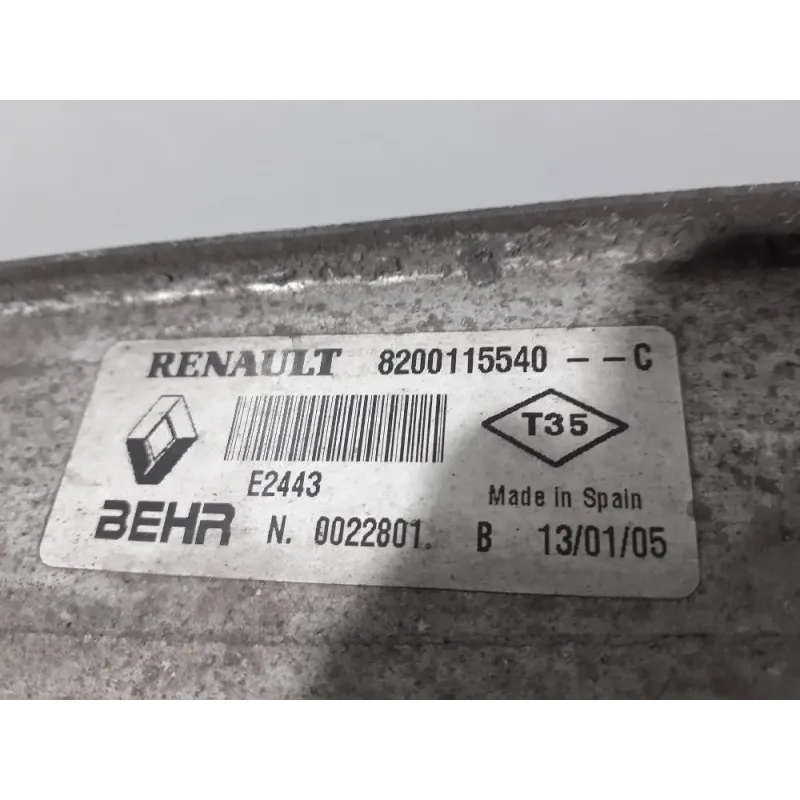 RENAULT 8200115540 - - C
T35
E2443
Made in Spain
BEHR N. 0022801. B 13/01/05